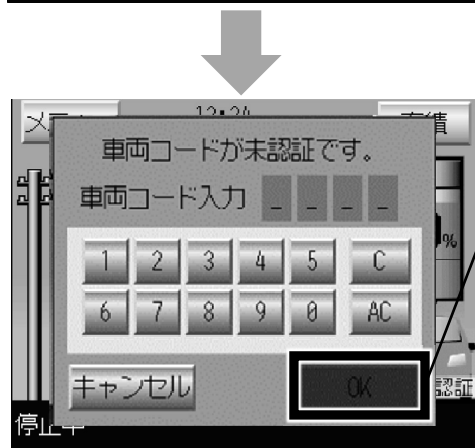 12:24
車両コードが未認証です。
車両コード入力 _ _ _ _
1 2 3 4 5 C
6 7 8 9 0 AC
%
キャンセル OK
認証
停止中